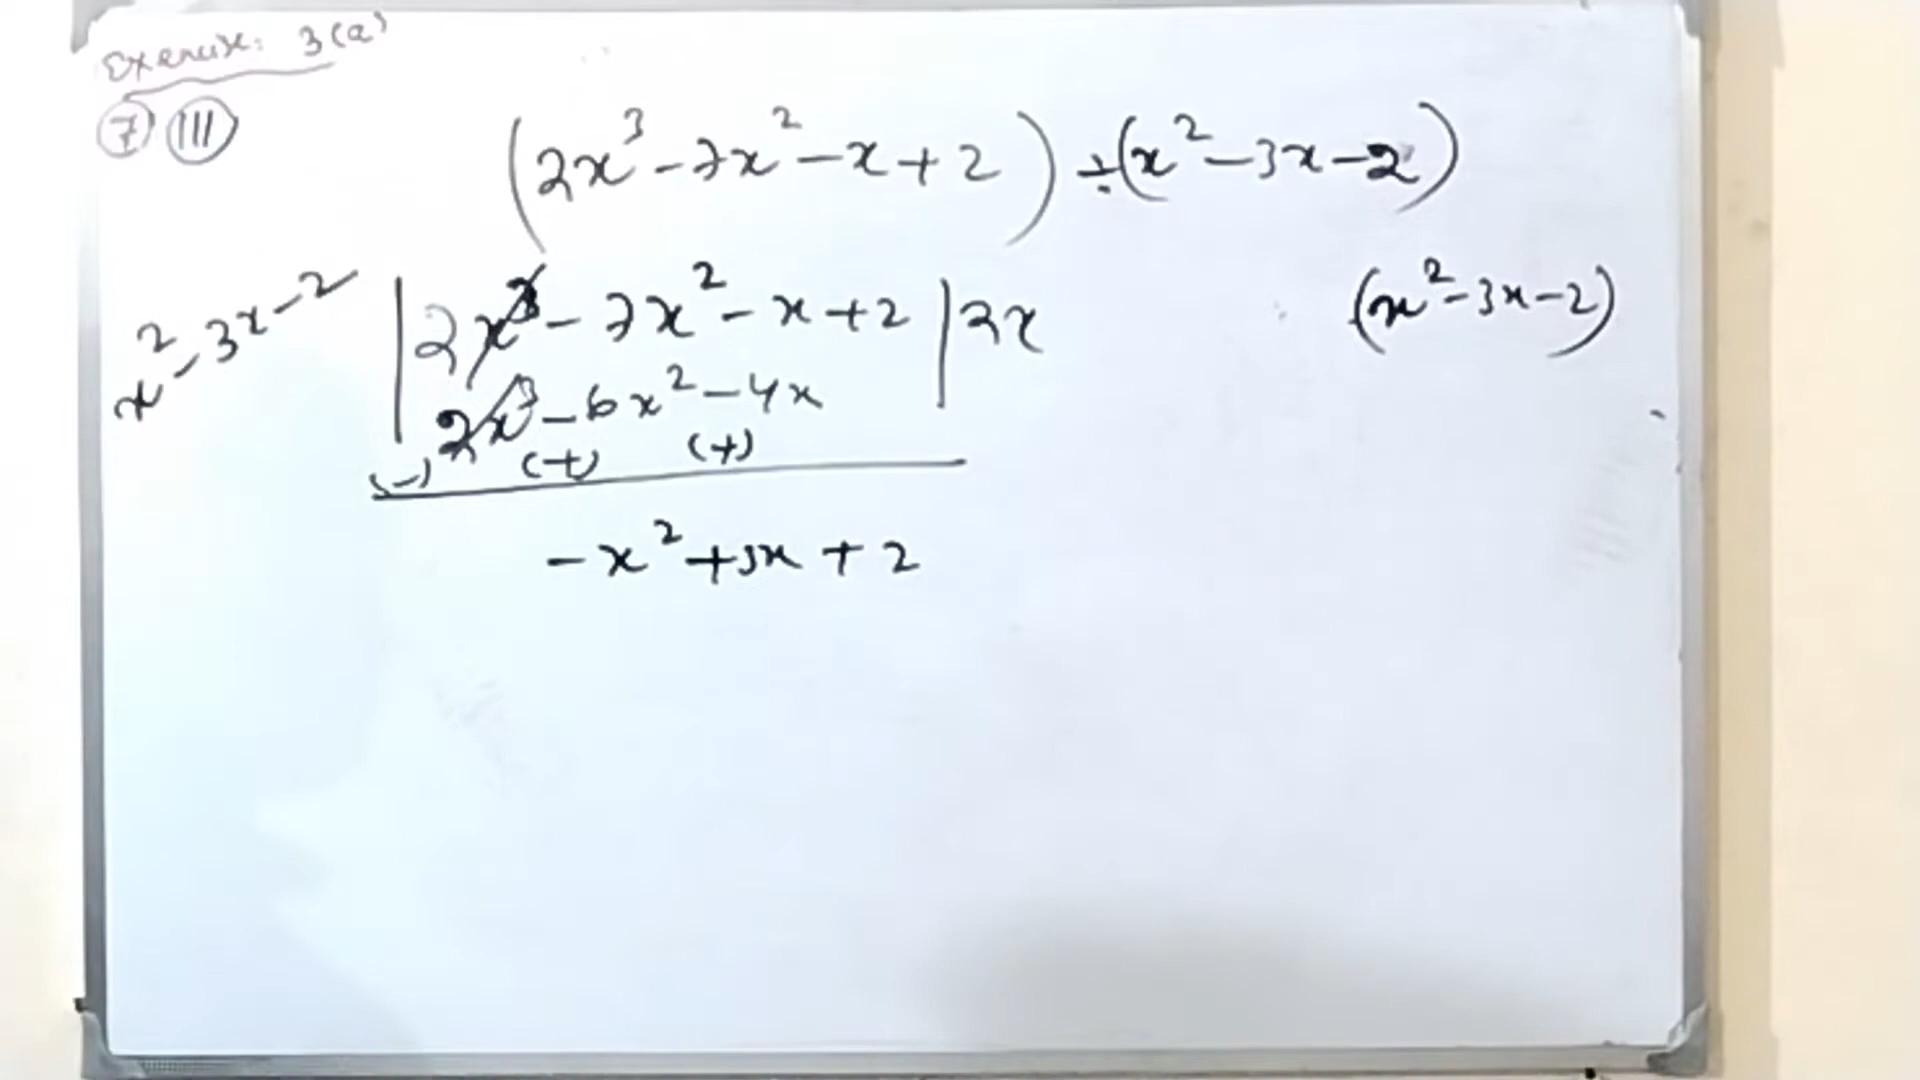 Exercise: 3(a)
7 III
(2x³-7x²-x+2) ÷ (x²-3x-2)
x²-3x-2 | 2x³-7x²-x+2 | 2x
(x²-3x-2)
2x³-6x²-4x
(-) (+) (+)
-x²+3x+2